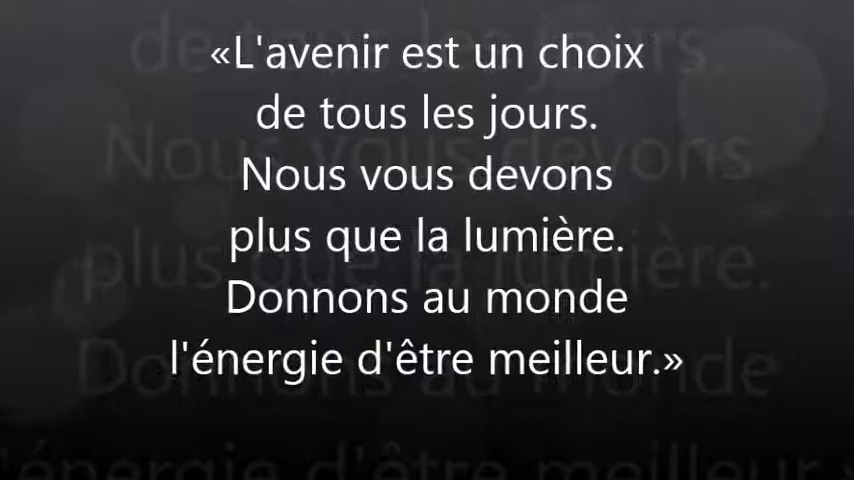 «L'avenir est un choix
de tous les jours.
Nous vous devons
plus que la lumière.
Donnons au monde
l'énergie d'être meilleur.»